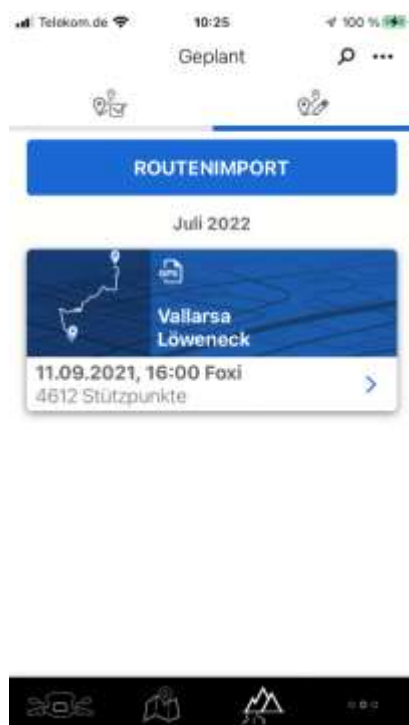 Telekom.de 10:25 100 %
Geplant
ROUTENIMPORT
Juli 2022
GPX
Vallarsa
Löweneck
11.09.2021, 16:00 Foxi
4612 Stützpunkte